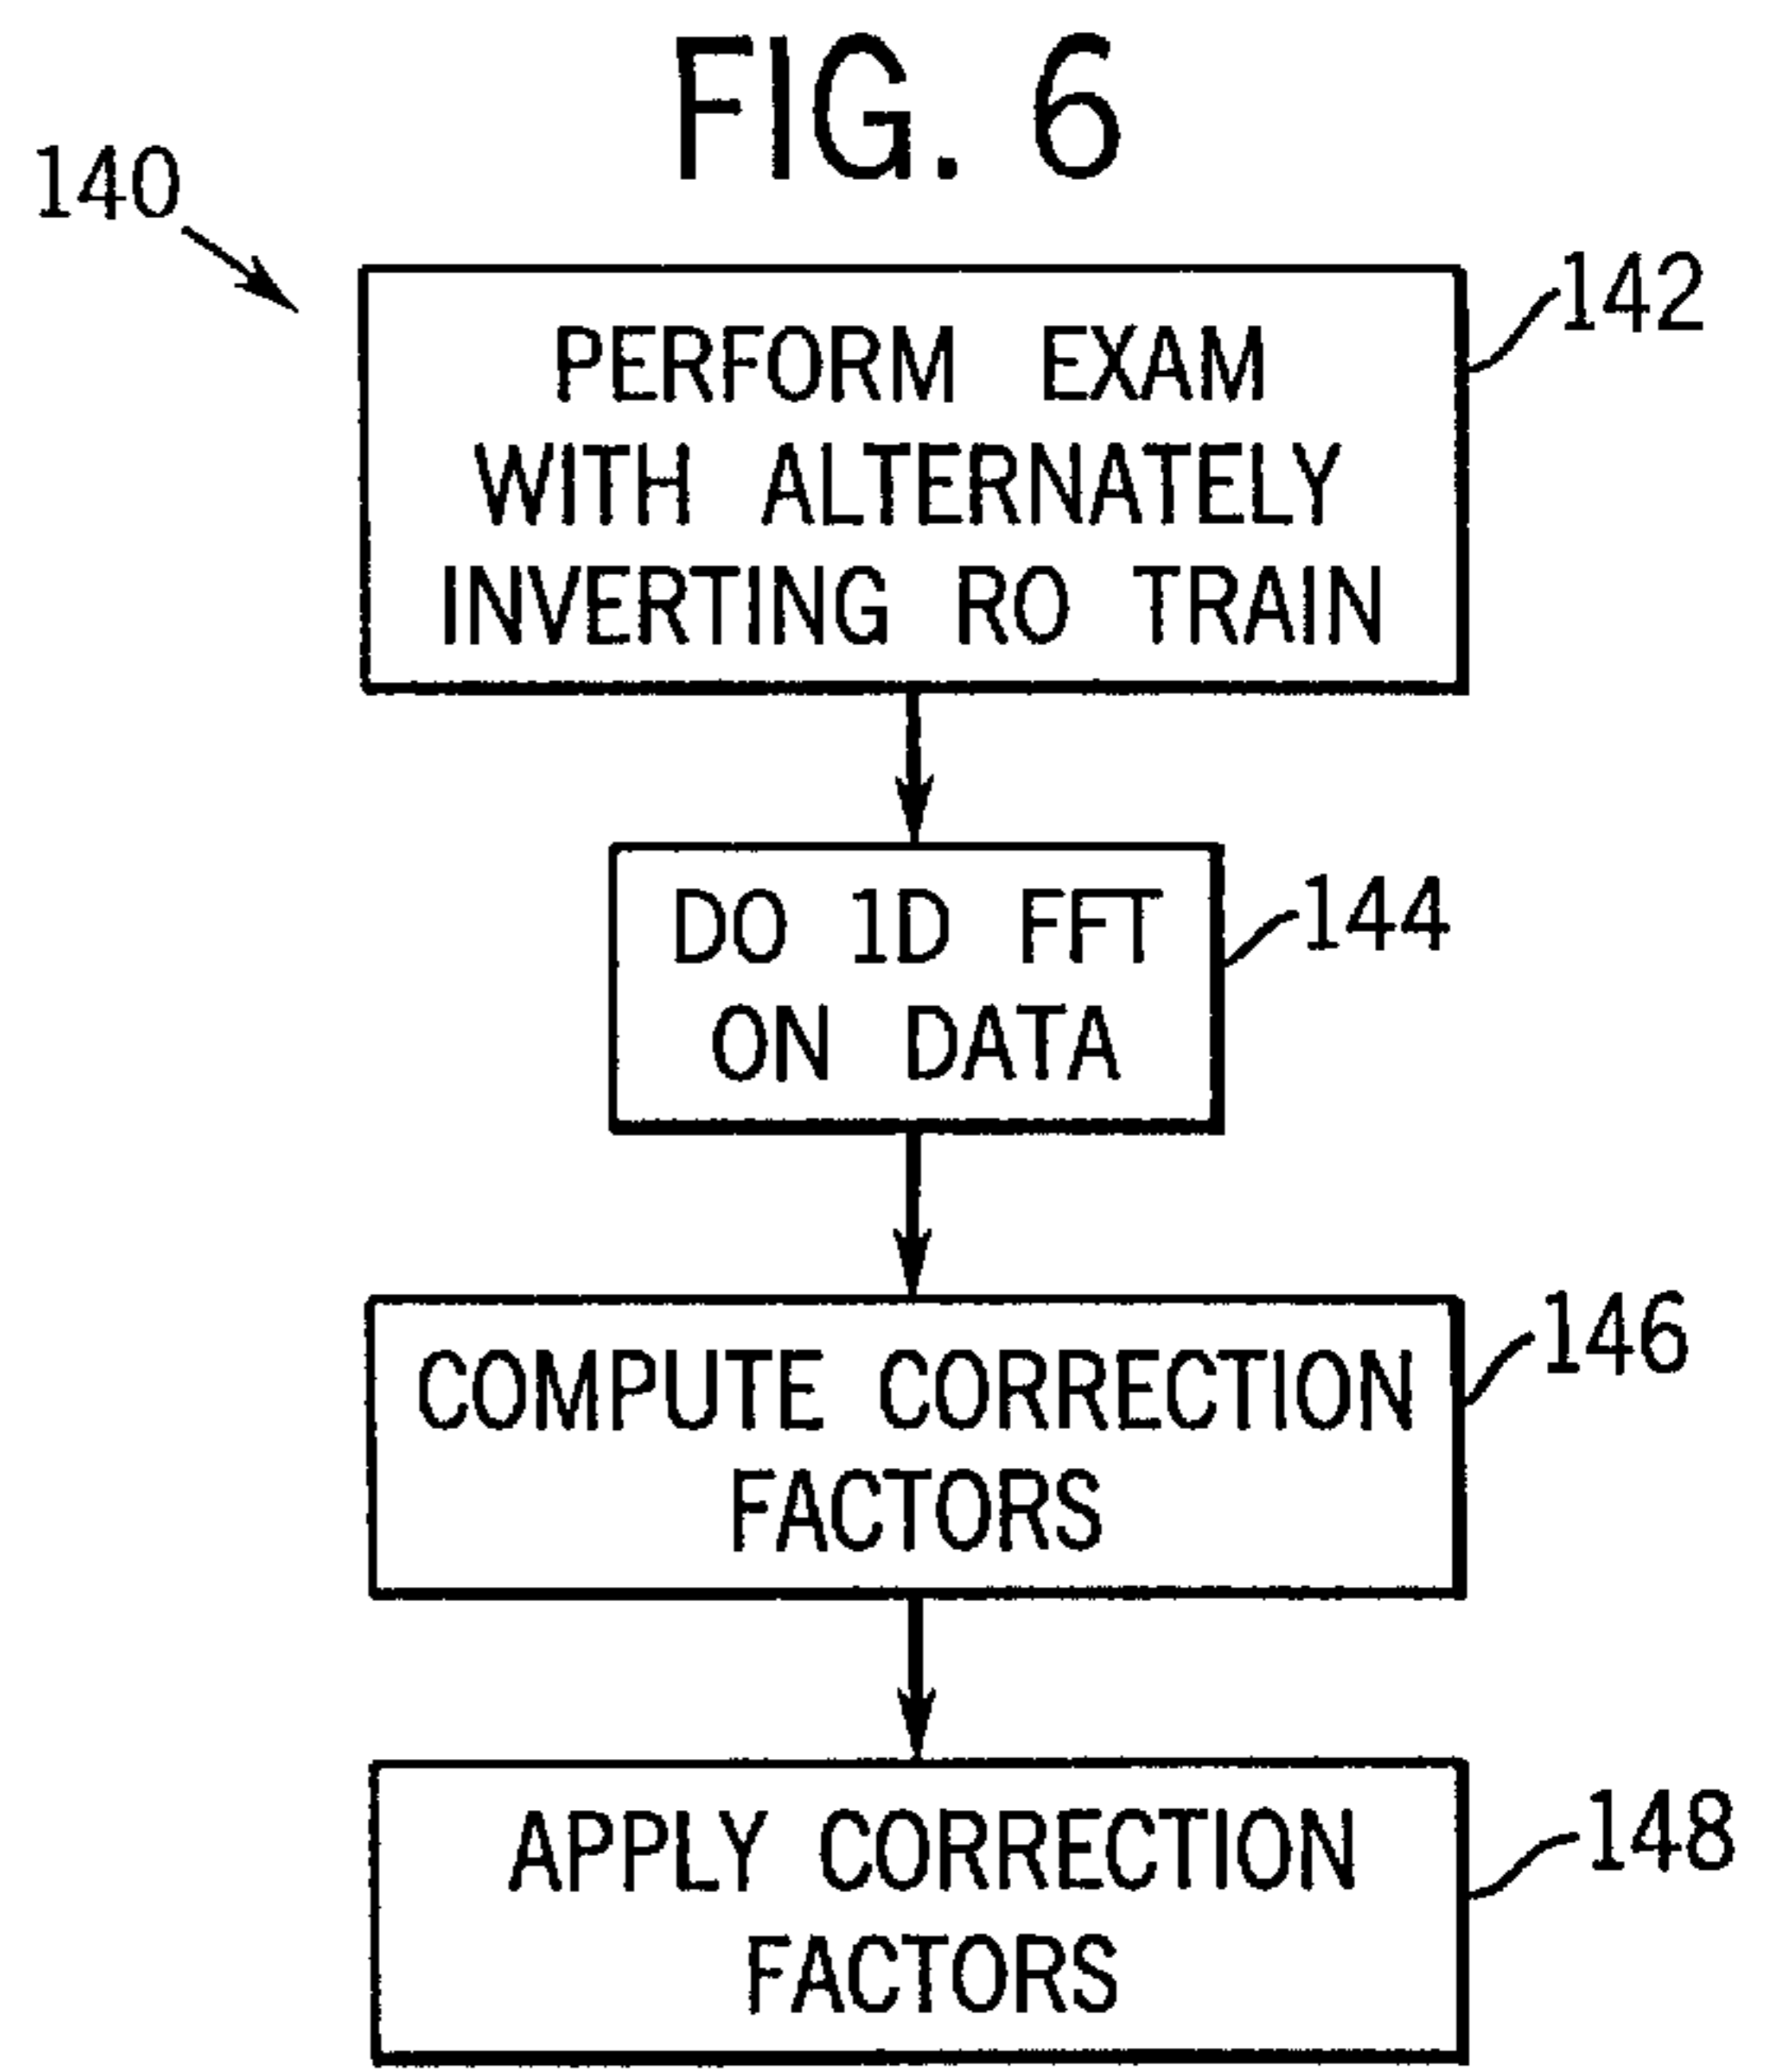 FIG. 6
140
142
PERFORM EXAM
WITH ALTERNATELY
INVERTING RO TRAIN
DO 1D FFT
ON DATA
144
COMPUTE CORRECTION
FACTORS
146
APPLY CORRECTION
FACTORS
148